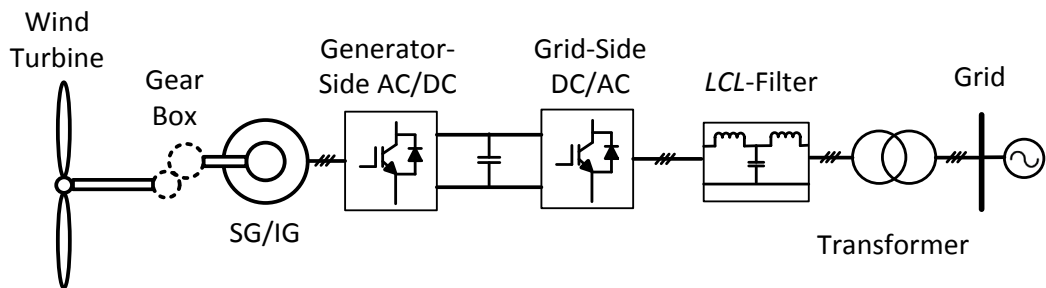 Wind
Turbine
Gear
Box
SG/IG
Generator-
Side AC/DC
Grid-Side
DC/AC
LCL-Filter
Transformer
Grid